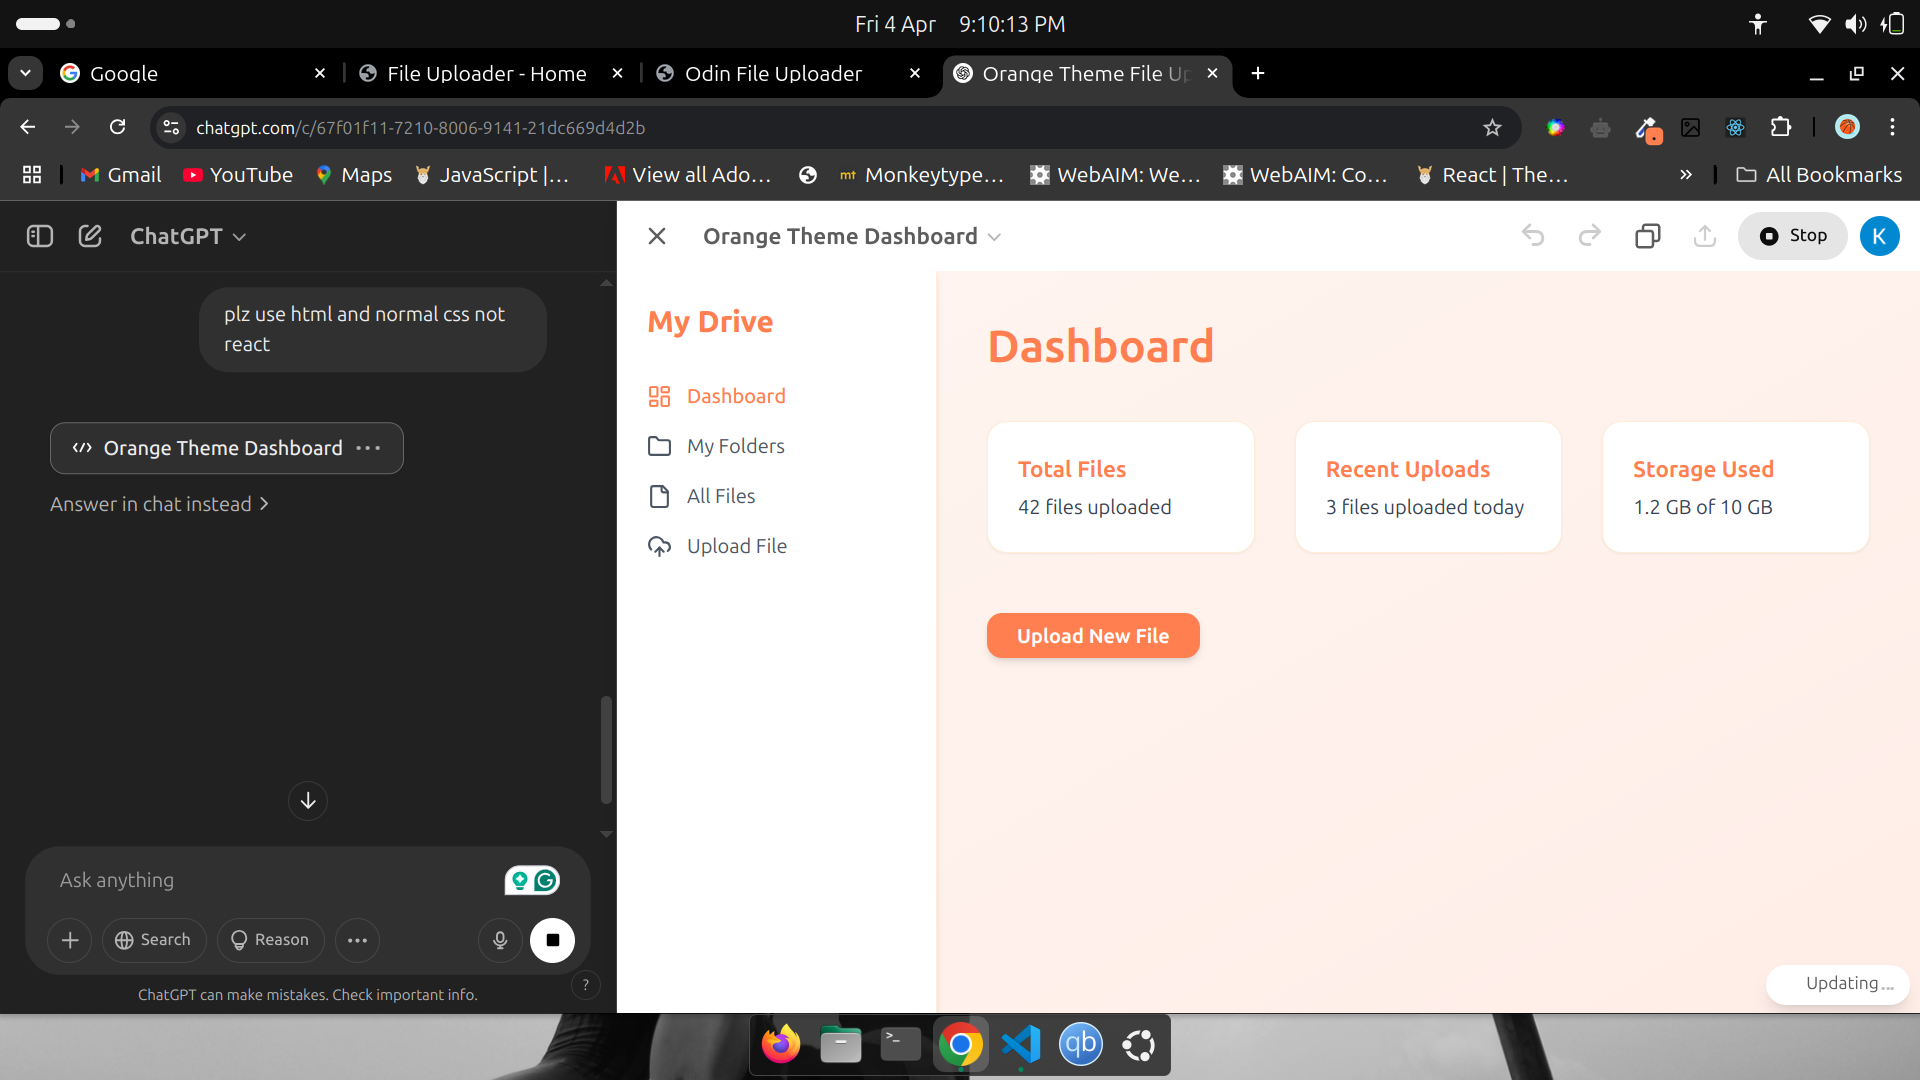 Fri 4 Apr 9:10:13 PM
Google
File Uploader - Home
Odin File Uploader
Orange Theme File Up
chatgpt.com/c/67f01f11-7210-8006-9141-21dc669d4d2b
Gmail
YouTube
Maps
JavaScript |...
View all Ado...
mt Monkeytype...
WebAIM: We...
WebAIM: Co...
React | The...
» All Bookmarks
ChatGPT
plz use html and normal css not
react
Orange Theme Dashboard
Answer in chat instead
Ask anything
Search
Reason
ChatGPT can make mistakes. Check important info.
?
Orange Theme Dashboard
Stop
K
My Drive
Dashboard
My Folders
All Files
Upload File
Dashboard
Total Files
42 files uploaded
Recent Uploads
3 files uploaded today
Storage Used
1.2 GB of 10 GB
Upload New File
Updating...
>_
qb